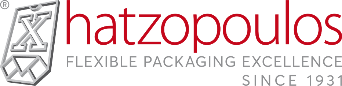 ®
X
hatzopoulos
FLEXIBLE PACKAGING EXCELLENCE
SINCE 1931